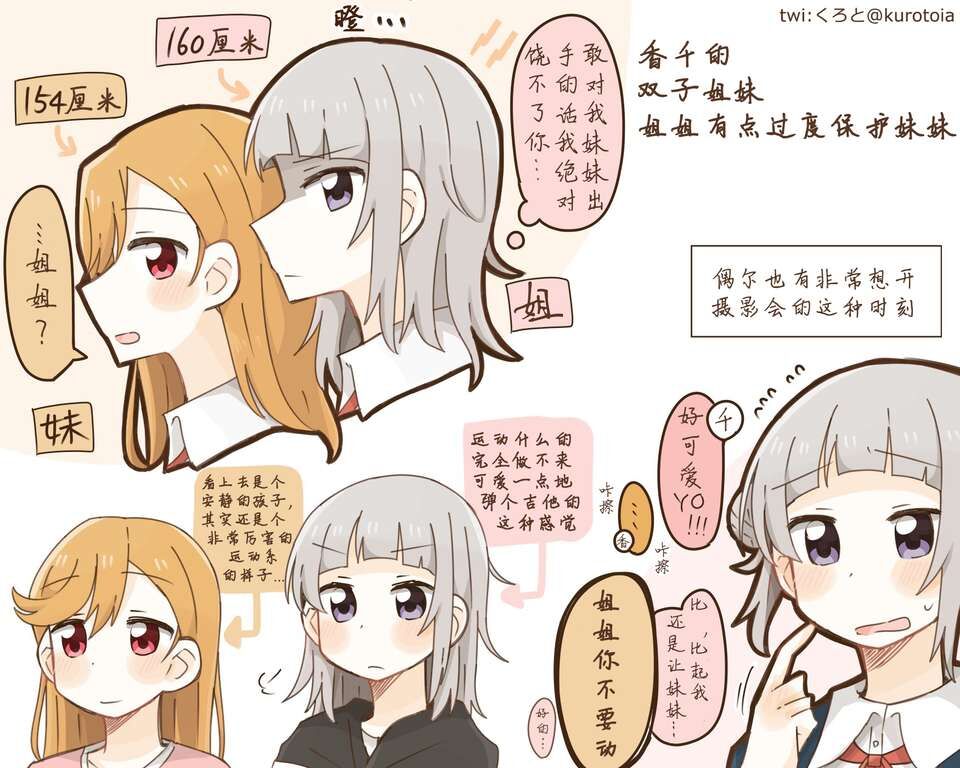 twi:くろと@kurotoia
香千的
双子姐妹
姐姐有点过度保护妹妹
瞪…
160厘米
154厘米
敢对我妹妹出
手的话我绝对
饶不了你…
…姐姐？
姐
妹
偶尔也有非常想开
摄影会的这种时刻
看上去是个
安静的孩子，
其实还是个
非常厉害的
运动系
的样子…
运动什么的
完全做不来
可爱一点地
弹个吉他的
这种感觉
千
好可爱YO!!!
咔擦
…
香
咔擦
比，比起我
还是让妹妹…
姐姐你不要动
好的…